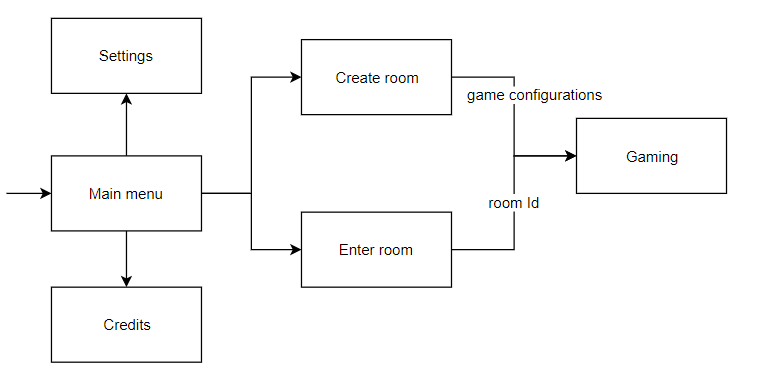 Settings
Create room
game configurations
Gaming
Main menu
room Id
Enter room
Credits